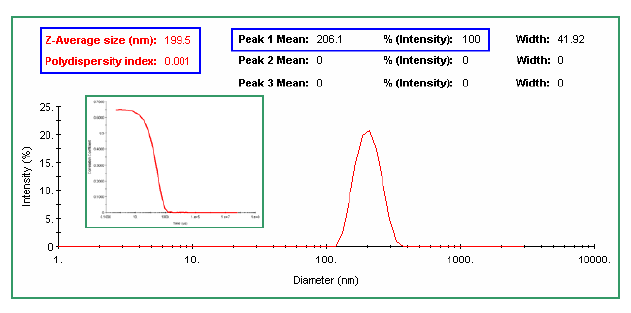 Z-Average size (nm): 199.5
Polydispersity index: 0.001
Peak 1 Mean: 206.1 % (Intensity): 100 Width: 41.92
Peak 2 Mean: 0 % (Intensity): 0 Width: 0
Peak 3 Mean: 0 % (Intensity): 0 Width: 0
25.
20.
15.
10.
5.
0
Intensity (%)
1. 10. 100. 1000. 10000.
Diameter (nm)